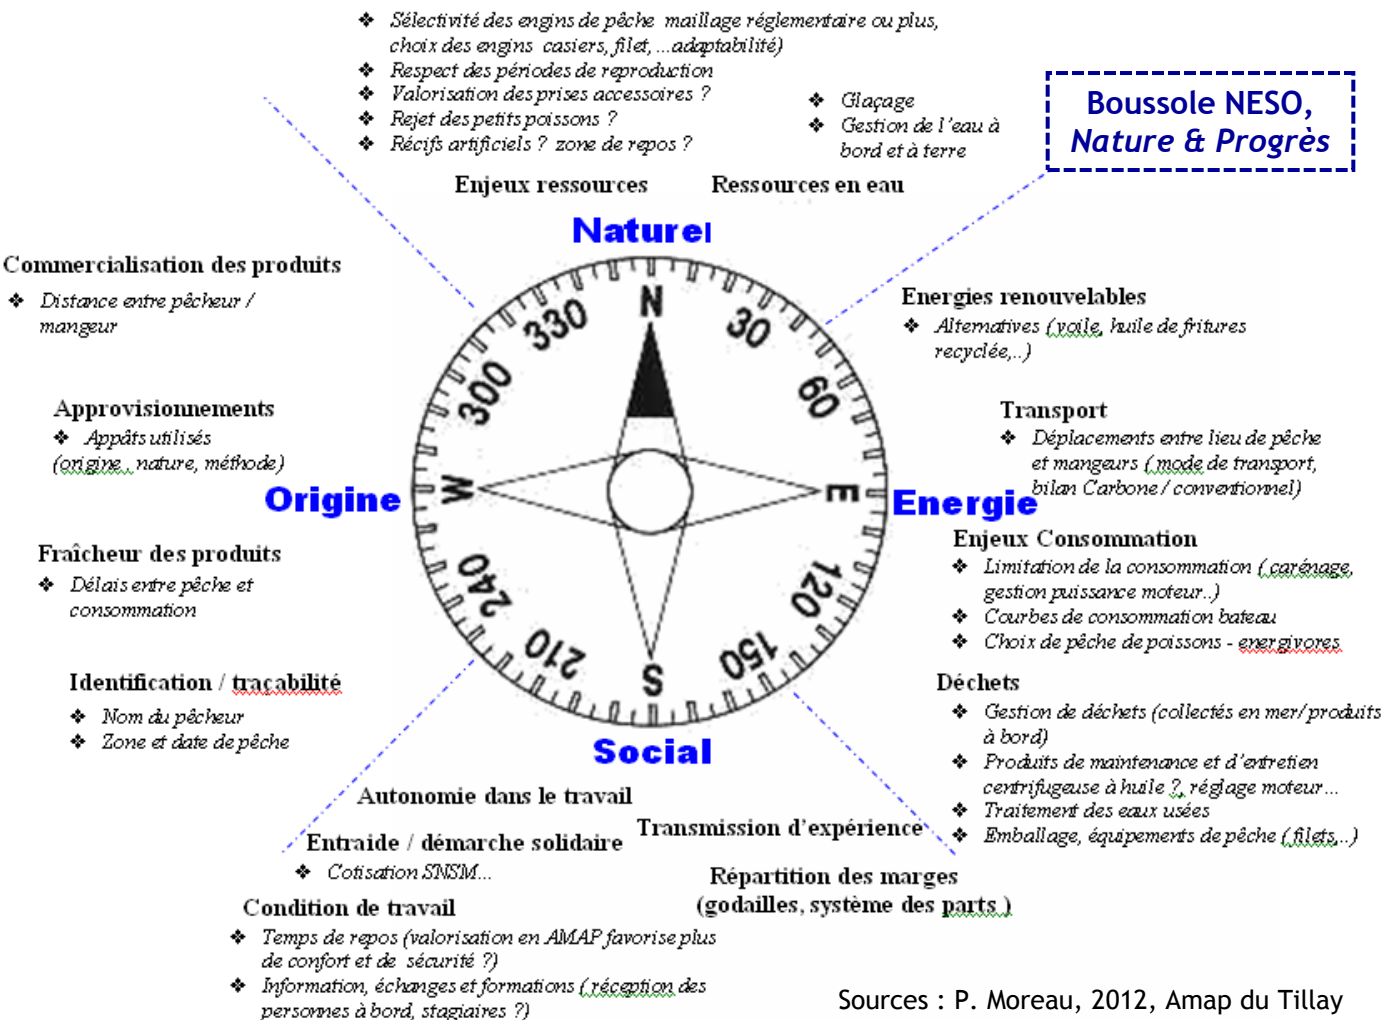 ❖ Sélectivité des engins de pêche maillage réglementaire ou plus,
choix des engins casiers, filet, ...adaptabilité)
❖ Respect des périodes de reproduction
❖ Valorisation des prises accessoires ?
❖ Rejet des petits poissons ?
❖ Récifs artificiels ? zone de repos ?
❖ Glaçage
❖ Gestion de l'eau à
bord et à terre
Boussole NESO,
Nature & Progrès
Enjeux ressources
Ressources en eau
Naturel
Commercialisation des produits
❖ Distance entre pêcheur /
mangeur
Approvisionnements
❖ Appâts utilisés
(origine , nature, méthode)
Origine
Fraîcheur des produits
❖ Délais entre pêche et
consommation
Identification / traçabilité
❖ Nom du pêcheur
❖ Zone et date de pêche
N
30
60
E
120
150
S
210
240
W
300
330
Energies renouvelables
❖ Alternatives ( voile, huile de fritures
recyclée,..)
Transport
❖ Déplacements entre lieu de pêche
et mangeurs ( mode de transport,
bilan Carbone / conventionnel)
Energie
Enjeux Consommation
❖ Limitation de la consommation ( carénage,
gestion puissance moteur..)
❖ Courbes de consommation bateau
❖ Choix de pêche de poissons - energivores
Déchets
❖ Gestion de déchets (collectés en mer/ produits
à bord)
❖ Produits de maintenance et d'entretien
centrifugeuse à huile ?, réglage moteur...
❖ Traitement des eaux usées
❖ Emballage, équipements de pêche ( filets,..)
Social
Autonomie dans le travail
Transmission d'expérience
Entraide / démarche solidaire
❖ Cotisation SNSM...
Répartition des marges
(godailles, système des parts )
Condition de travail
❖ Temps de repos (valorisation en AMAP favorise plus
de confort et de sécurité ?)
❖ Information, échanges et formations ( réception des
personnes à bord, stagiaires ?)
Sources : P. Moreau, 2012, Amap du Tillay